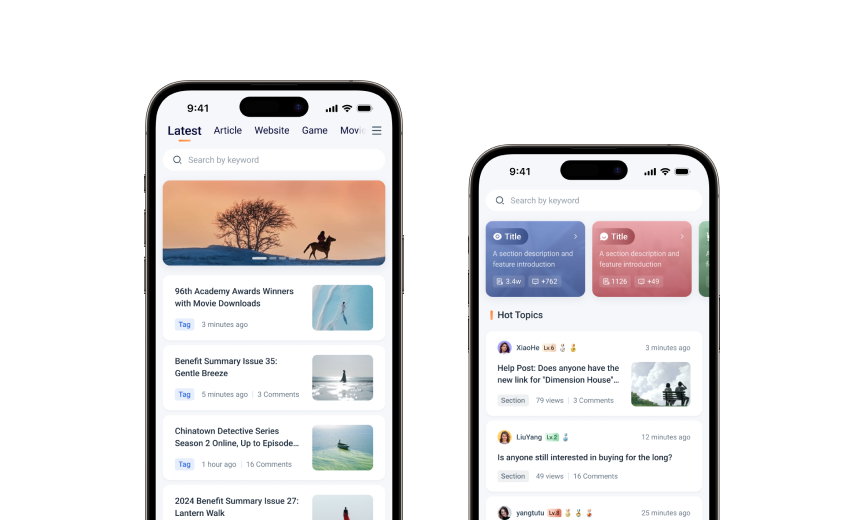 9:41
Latest Article Website Game Movi
Search by keyword
96th Academy Awards Winners
with Movie Downloads
Tag 3 minutes ago
Benefit Summary Issue 35:
Gentle Breeze
Tag 5 minutes ago 3 Comments
Chinatown Detective Series
Season 2 Online, Up to Episode...
Tag 1 hour ago 16 Comments
2024 Benefit Summary Issue 27:
Lantern Walk
9:41
Search by keyword
Title
A section description and
feature introduction
3.4w +762
Title
A section description and
feature introduction
1126 +49
Hot Topics
XiaoHe Lv.6 3 minutes ago
Help Post: Does anyone have the
new link for "Dimension House"...
Section 79 views 3 Comments
LiuYang Lv.2 12 minutes ago
Is anyone still interested in buying for the long?
Section 49 views 16 Comments
yangtutu 25 minutes ago